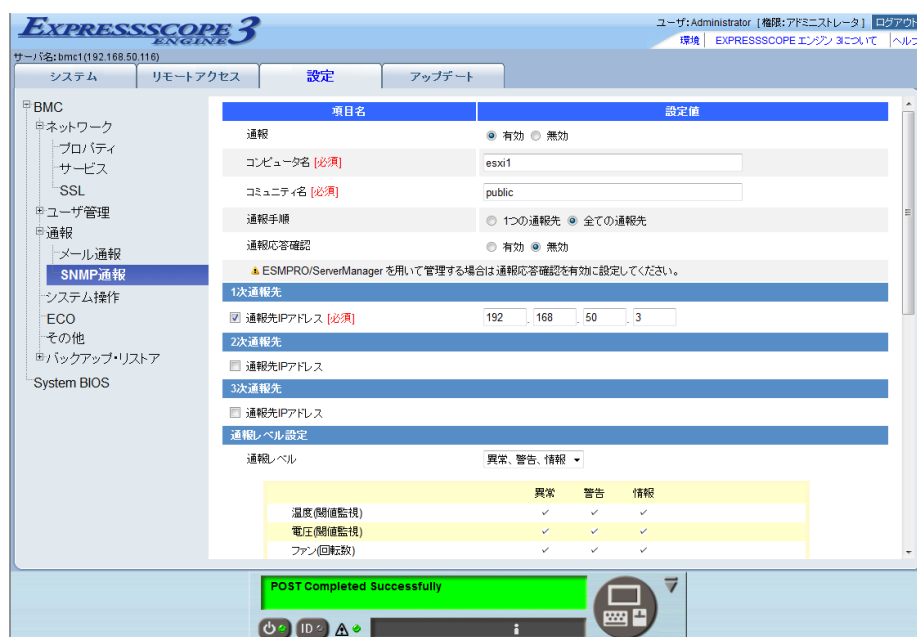 EXPRESSSCOPE
ENGINE 3
ユーザ:Administrator [権限:アドミニストレータ] ログアウト
環境 EXPRESSSCOPE エンジン 3について ヘルプ
サーバ名:bmc1(192.168.50.116)
システム リモートアクセス 設定 アップデート
BMC
ネットワーク
プロパティ
サービス
SSL
ユーザ管理
通報
メール通報
SNMP通報
システム操作
ECO
その他
バックアップ・リストア
System BIOS
項目名 設定値
通報 有効 無効
コンピュータ名 [必須] esxi1
コミュニティ名 [必須] public
通報手順 1つの通報先 全ての通報先
通報応答確認 有効 無効
ESMPRO/ServerManager を用いて管理する場合は通報応答確認を有効に設定してください。
1次通報先
通報先IPアドレス [必須] 192 . 168 . 50 . 3
2次通報先
通報先IPアドレス
3次通報先
通報先IPアドレス
通報レベル設定
通報レベル 異常、警告、情報
異常 警告 情報
温度(閾値監視)
電圧(閾値監視)
ファン(回転数)
POST Completed Successfully
ID